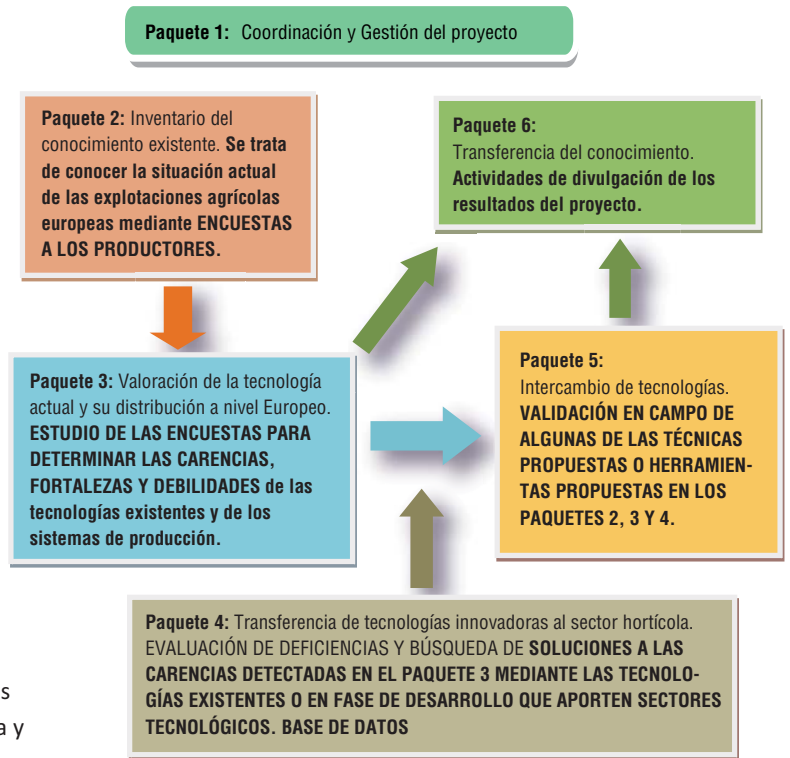 Paquete 1: Coordinación y Gestión del proyecto
Paquete 2: Inventario del
conocimiento existente. Se trata
de conocer la situación actual
de las explotaciones agrícolas
europeas mediante ENCUESTAS
A LOS PRODUCTORES.
Paquete 6:
Transferencia del conocimiento.
Actividades de divulgación de los
resultados del proyecto.
Paquete 3: Valoración de la tecnología
actual y su distribución a nivel Europeo.
ESTUDIO DE LAS ENCUESTAS PARA
DETERMINAR LAS CARENCIAS,
FORTALEZAS Y DEBILIDADES de las
tecnologías existentes y de los
sistemas de producción.
Paquete 5:
Intercambio de tecnologías.
VALIDACIÓN EN CAMPO DE
ALGUNAS DE LAS TÉCNICAS
PROPUESTAS O HERRAMIEN-
TAS PROPUESTAS EN LOS
PAQUETES 2, 3 Y 4.
Paquete 4: Transferencia de tecnologías innovadoras al sector hortícola.
EVALUACIÓN DE DEFICIENCIAS Y BÚSQUEDA DE SOLUCIONES A LAS
CARENCIAS DETECTADAS EN EL PAQUETE 3 MEDIANTE LAS TECNOLO-
GÍAS EXISTENTES O EN FASE DE DESARROLLO QUE APORTEN SECTORES
TECNOLÓGICOS. BASE DE DATOS
s
a y